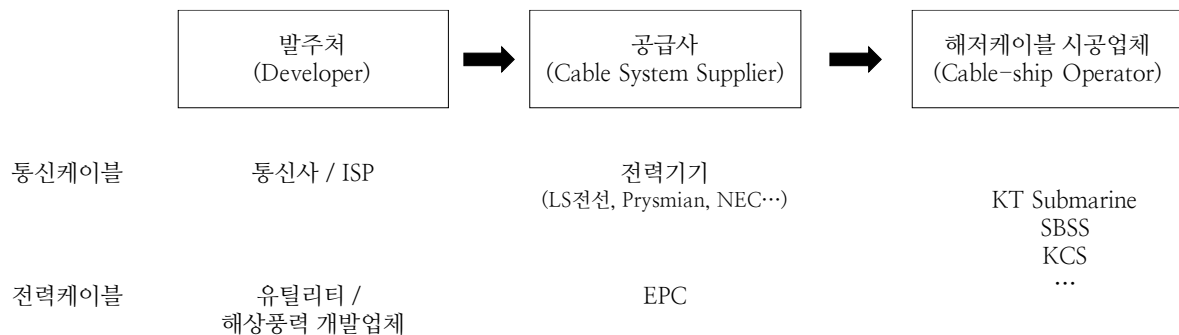 발주처
(Developer)
공급사
(Cable System Supplier)
해저케이블 시공업체
(Cable-ship Operator)
통신케이블
통신사 / ISP
전력기기
(LS전선, Prysmian, NEC…)
KT Submarine
SBSS
KCS
…
전력케이블
유틸리티 /
해상풍력 개발업체
EPC